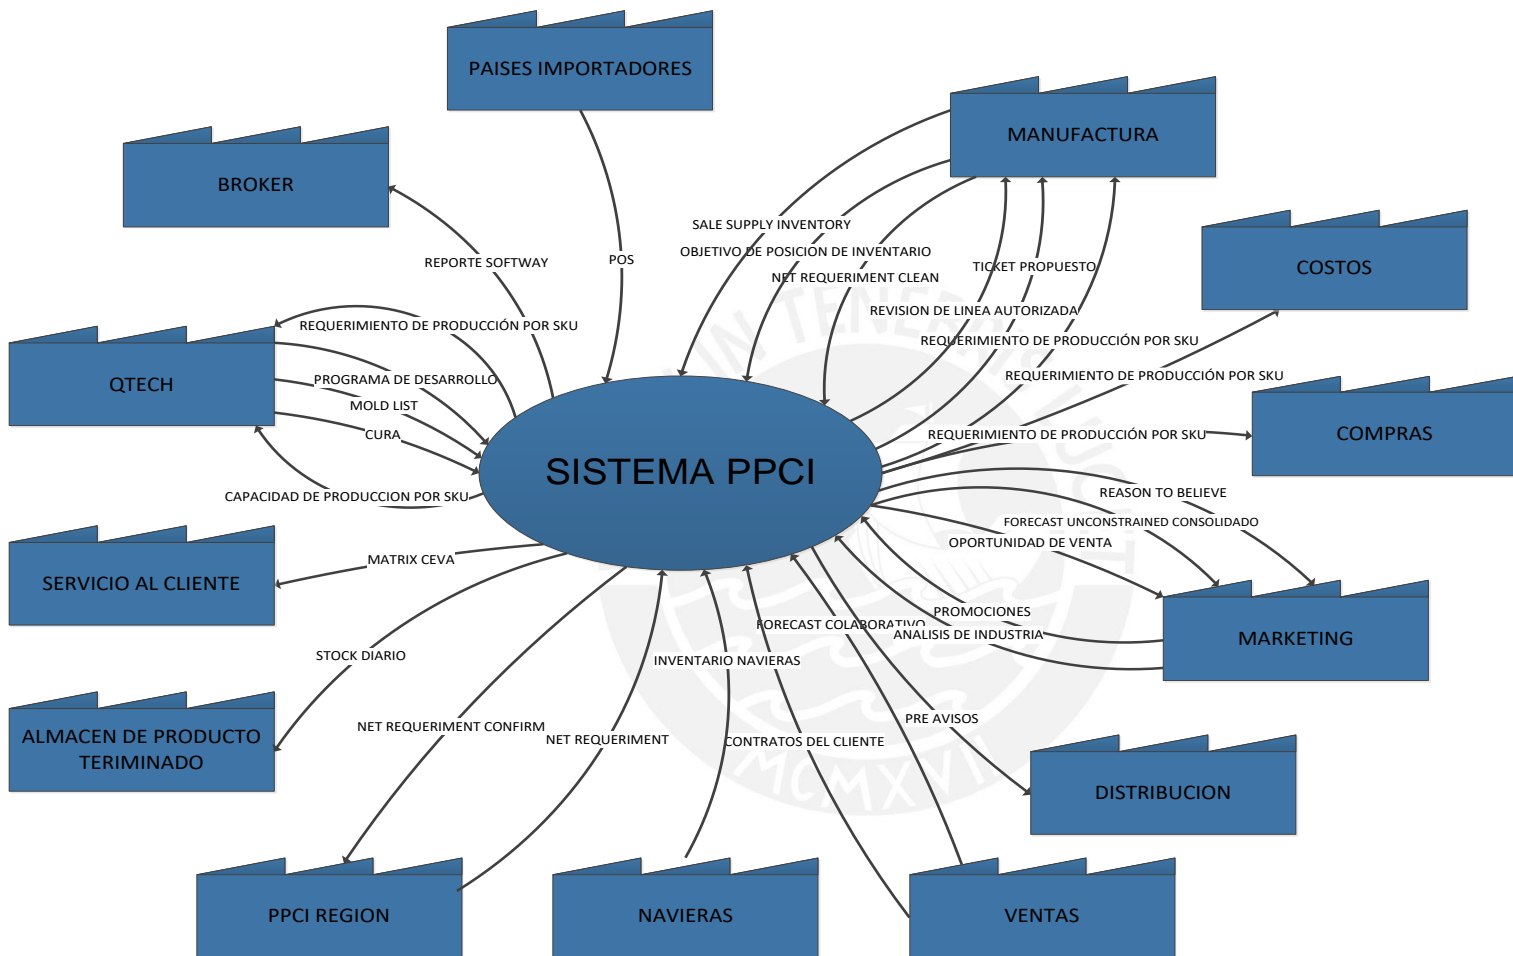 PAISES IMPORTADORES
MANUFACTURA
BROKER
SALE SUPPLY INVENTORY
OBJETIVO DE POSICION DE INVENTARIO
NET REQUERIMENT CLEAN
TICKET PROPUESTO
COSTOS
REPORTE SOFTWAY
POS
REVISION DE LINEA AUTORIZADA
REQUERIMIENTO DE PRODUCCIÓN POR SKU
REQUERIMIENTO DE PRODUCCIÓN POR SKU
REQUERIMIENTO DE PRODUCCIÓN POR SKU
QTECH
PROGRAMA DE DESARROLLO
MOLD LIST
CURA
REQUERIMIENTO DE PRODUCCIÓN POR SKU
COMPRAS
SISTEMA PPCI
CAPACIDAD DE PRODUCCION POR SKU
REASON TO BELIEVE
FORECAST UNCONSTRAINED CONSOLIDADO
OPORTUNIDAD DE VENTA
MATRIX CEVA
SERVICIO AL CLIENTE
PROMOCIONES
FORECAST COLABORATIVO
ANALISIS DE INDUSTRIA
MARKETING
STOCK DIARIO
INVENTARIO NAVIERAS
ALMACEN DE PRODUCTO
TERIMINADO
NET REQUERIMENT CONFIRM
NET REQUERIMENT
CONTRATOS DEL CLIENTE
PRE AVISOS
DISTRIBUCION
PPCI REGION
NAVIERAS
VENTAS
MCMXVII